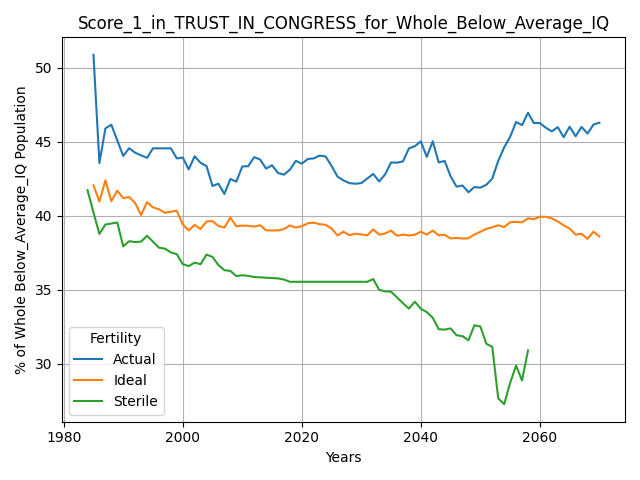 Score_1_in_TRUST_IN_CONGRESS_for_Whole_Below_Average_IQ
% of Whole Below_Average_IQ Population
50
45
40
35
30
Fertility
Actual
Ideal
Sterile
1980
2000
2020
2040
2060
Years